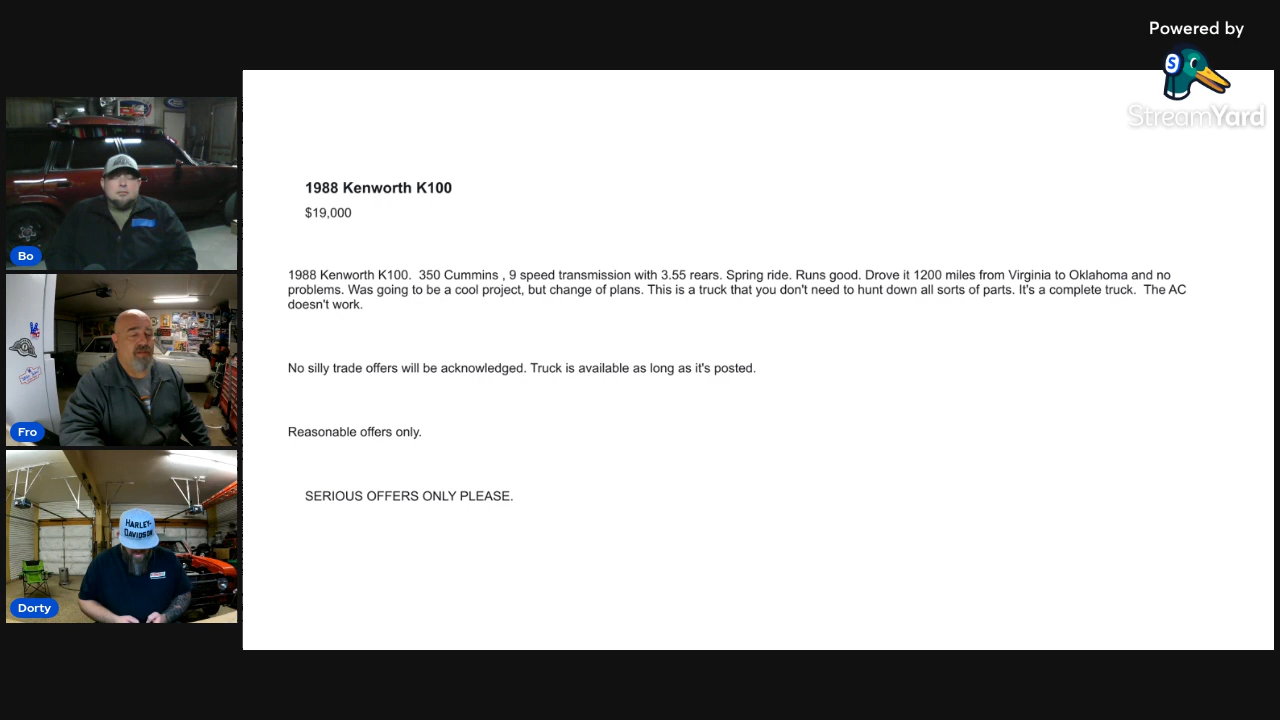 Powered by
StreamYard
1988 Kenworth K100
$19,000
1988 Kenworth K100.  350 Cummins , 9 speed transmission with 3.55 rears. Spring ride. Runs good. Drove it 1200 miles from Virginia to Oklahoma and no
problems. Was going to be a cool project, but change of plans. This is a truck that you don't need to hunt down all sorts of parts. It's a complete truck.  The AC
doesn't work.
No silly trade offers will be acknowledged. Truck is available as long as it's posted.
Reasonable offers only.
SERIOUS OFFERS ONLY PLEASE.
Bo
Fro
HARLEY-
DAVIDSON
Dorty